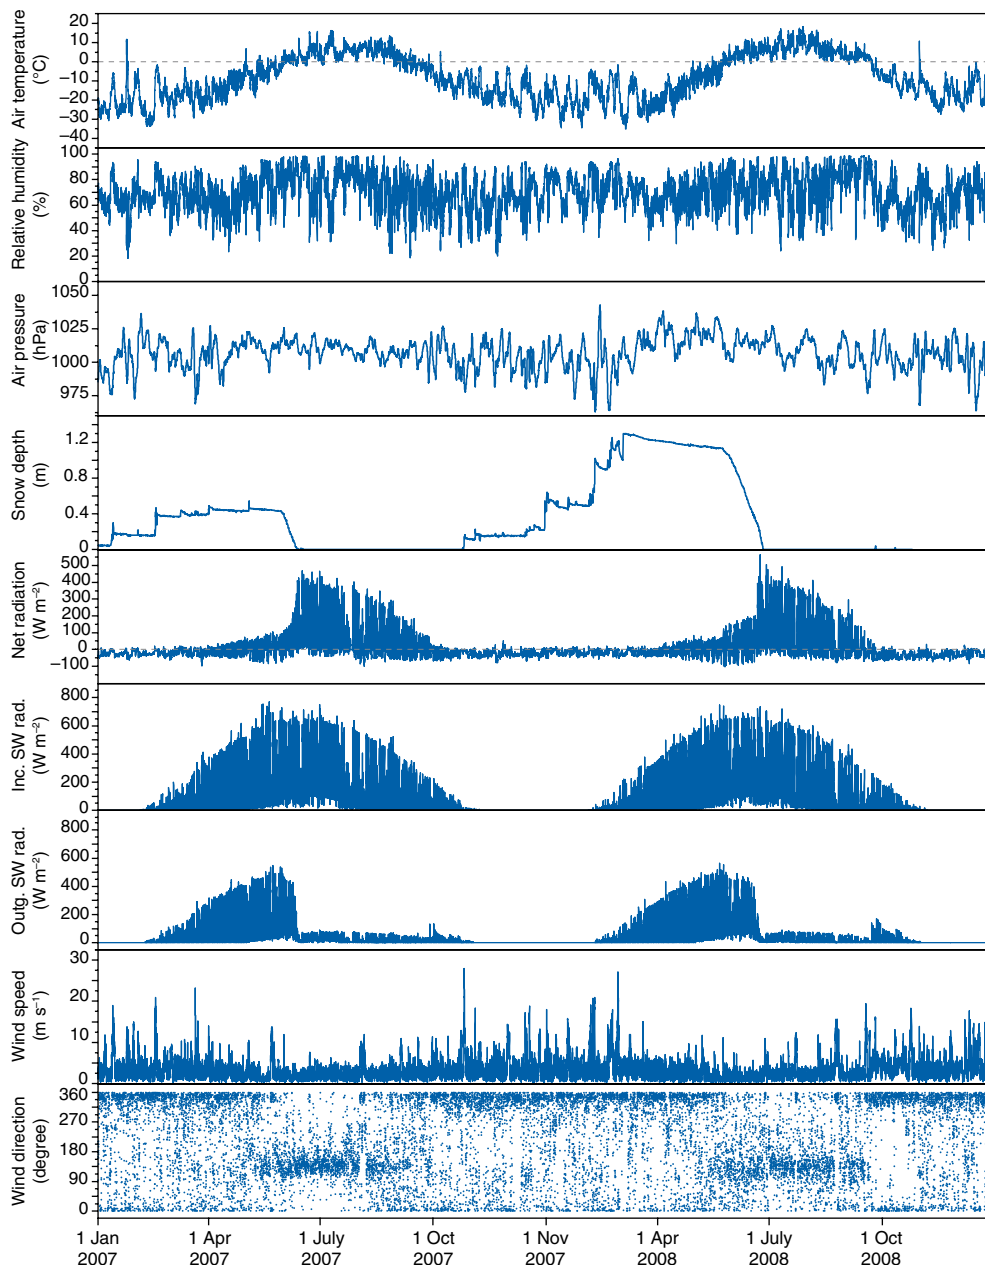 Air temperature
(°C)
20
10
0
−10
−20
−30
−40
Relative humidity
(%)
100
80
60
40
20
0
Air pressure
(hPa)
1050
1025
1000
975
Snow depth
(m)
1.2
0.8
0.4
0
Net radiation
(W m−2)
500
400
300
200
100
0
−100
Inc. SW rad.
(W m−2)
800
600
400
200
0
Outg. SW rad.
(W m−2)
800
600
400
200
0
Wind speed
(m s−1)
30
20
10
0
Wind direction
(degree)
360
270
180
90
0
1 Jan 1 Apr 1 July 1 Oct 1 Nov 1 Apr 1 July 1 Oct
2007 2007 2007 2007 2007 2008 2008 2008